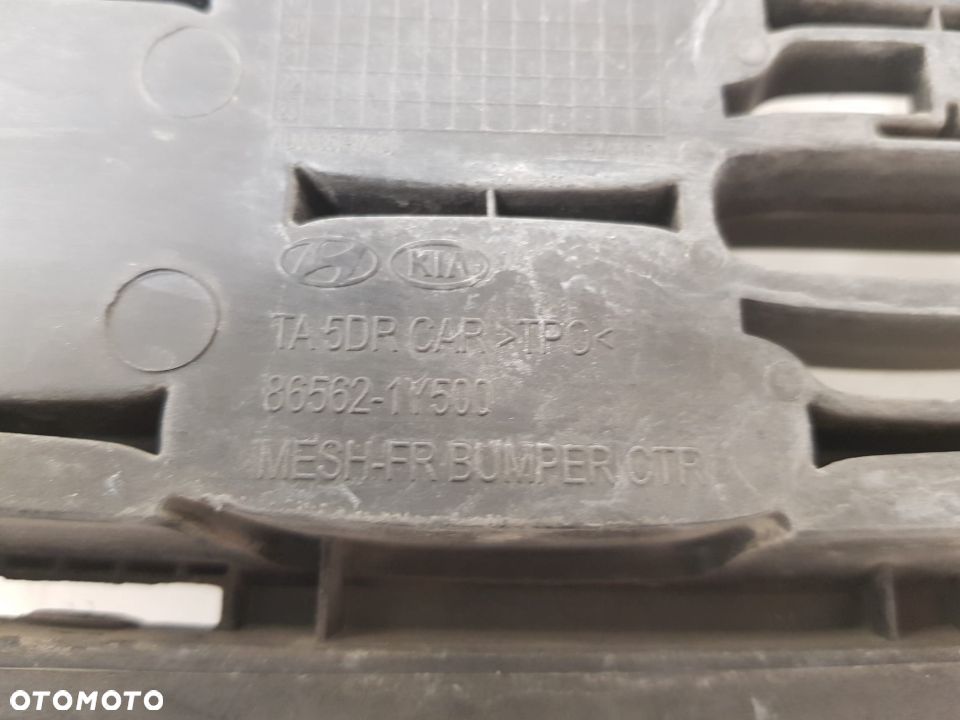 KIA
TA 5DR CAR >TPO<
86562-1Y500
MESH-FR BUMPER CTR
OTOMOTO